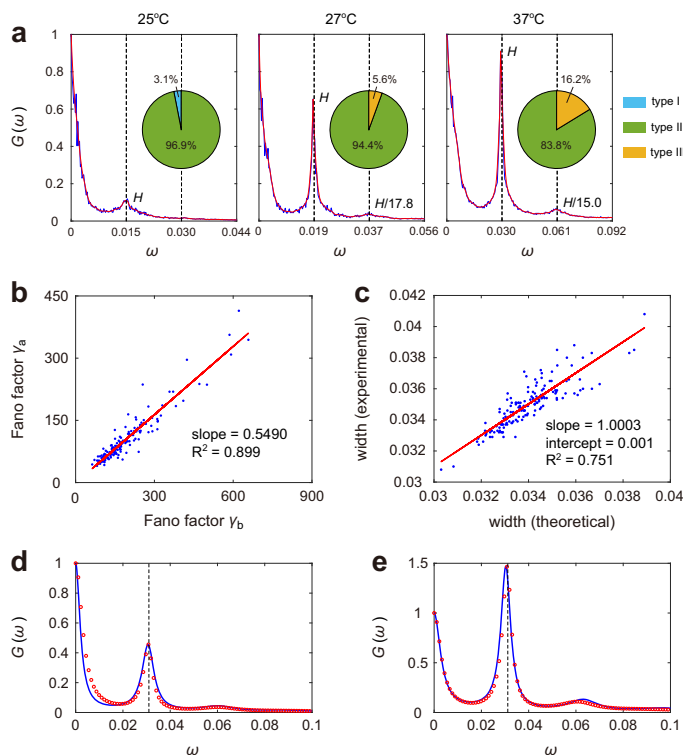 25°C 27°C 37°C
a
1
0.8
0.6
0.4
0.2
0
G(ω)
3.1%
96.9%
H
0 0.015 0.030 0.044
ω
H
5.6%
94.4%
H/17.8
0 0.019 0.037 0.056
ω
H
16.2%
83.8%
H/15.0
0 0.030 0.061 0.092
ω
type I
type II
type III
b
450
300
150
0
Fano factor γa
slope = 0.5490
R² = 0.899
0 300 600 900
Fano factor γb
c
0.042
0.04
0.038
0.036
0.034
0.032
0.03
width (experimental)
slope = 1.0003
intercept = 0.001
R² = 0.751
0.03 0.032 0.034 0.036 0.038 0.04
width (theoretical)
d
1
0.8
0.6
0.4
0.2
0
G(ω)
0 0.02 0.04 0.06 0.08 0.1
ω
e
1.5
1
0.5
0
G(ω)
0 0.02 0.04 0.06 0.08 0.1
ω